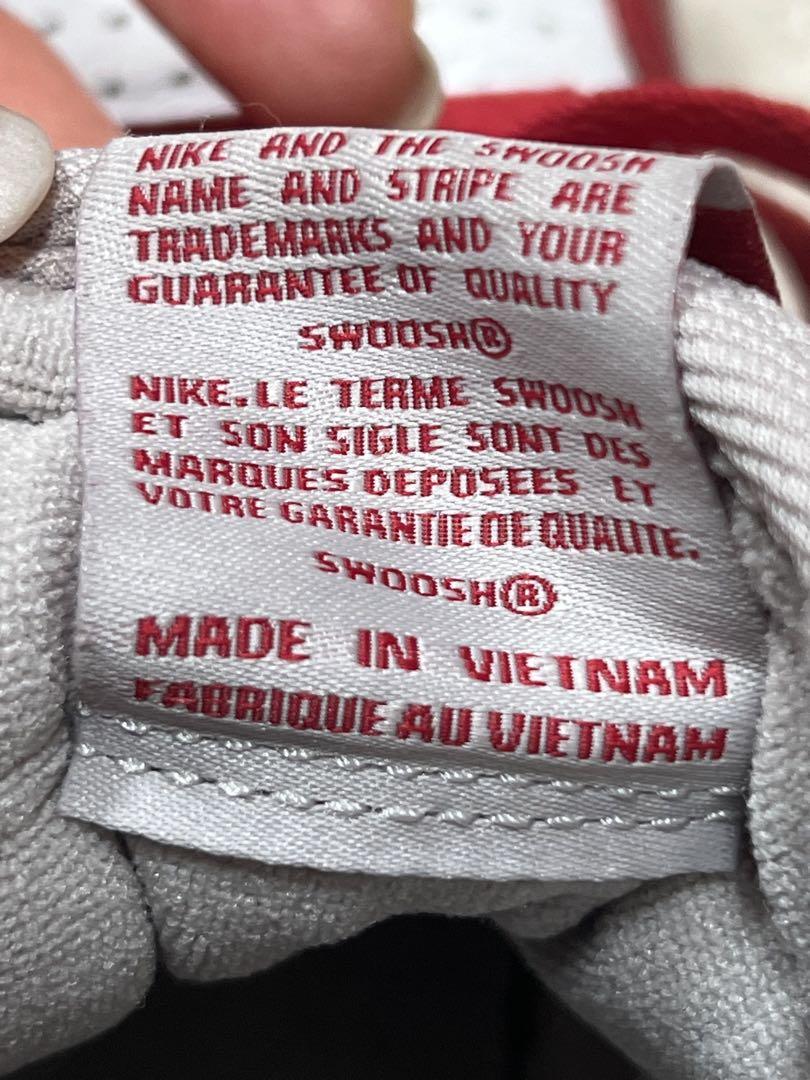 NIKE AND THE SWOOSH
NAME AND STRIPE ARE
TRADEMARKS AND YOUR
GUARANTEE OF QUALITY
SWOOSH®
NIKE. LE TERME SWOOSH
ET SON SIGLE SONT DES
MARQUES DEPOSEES ET
VOTRE GARANTIE DE QUALITE.
SWOOSH®
MADE IN VIETNAM
FABRIQUE AU VIETNAM